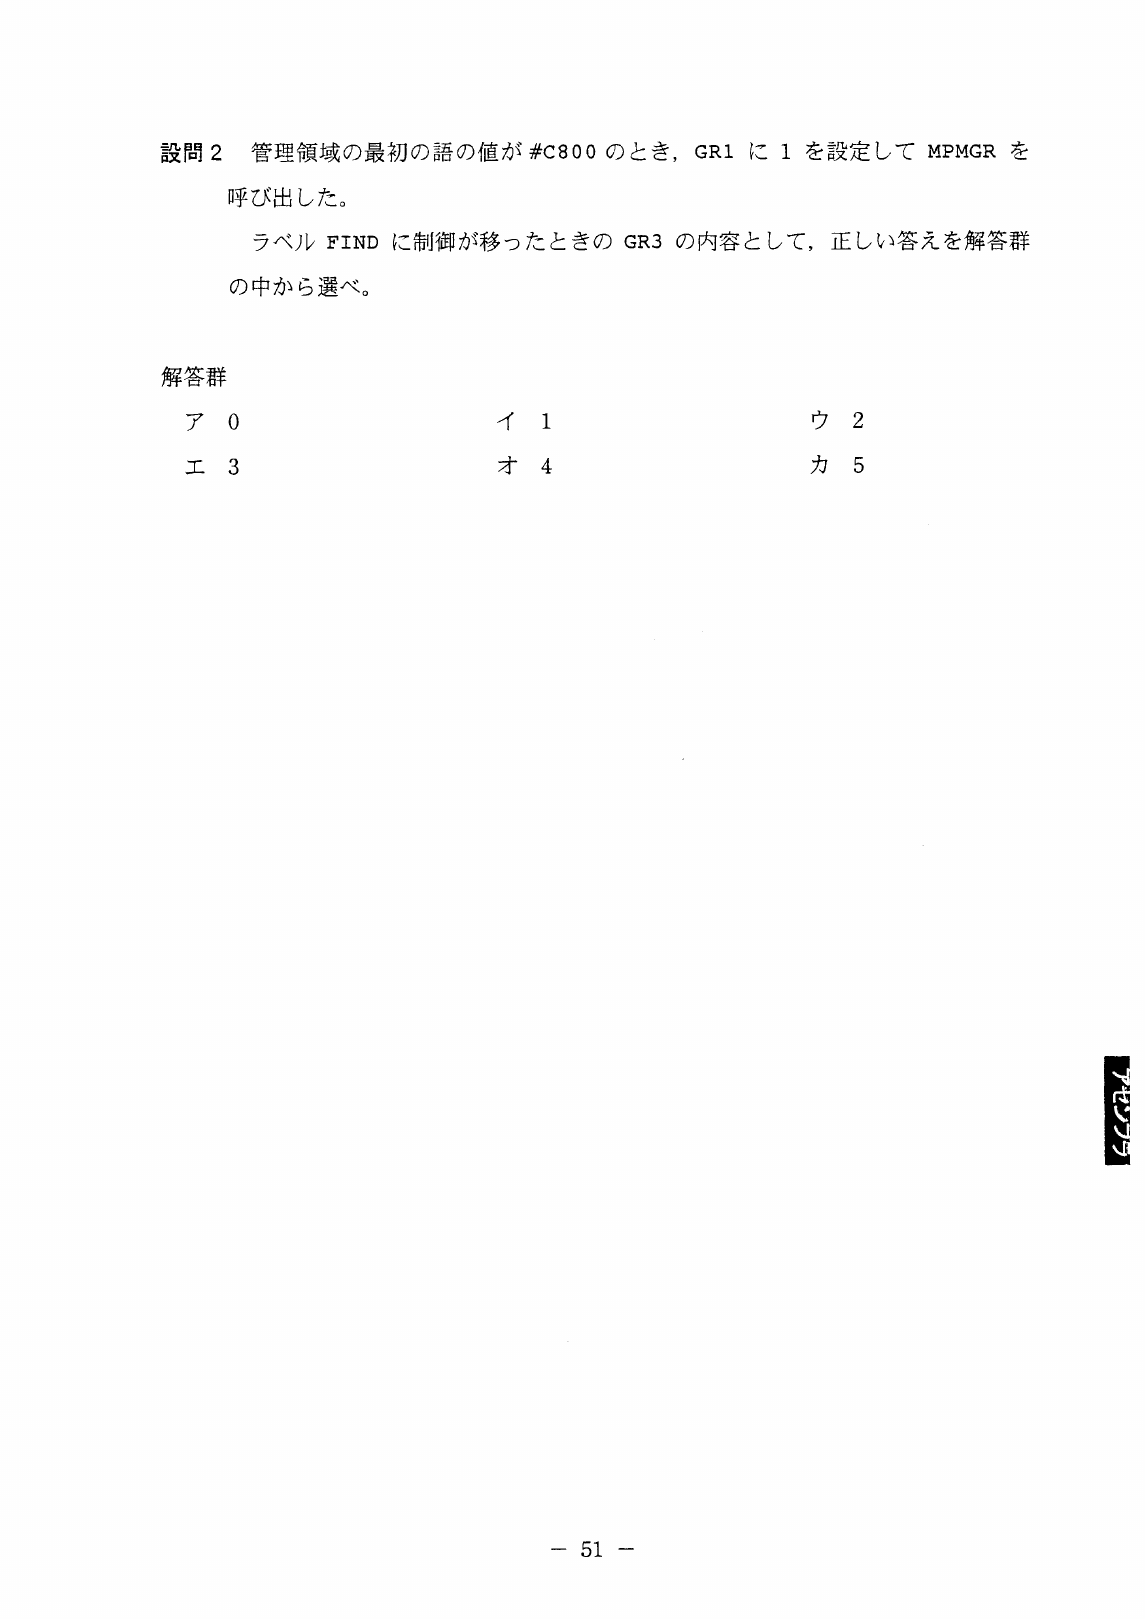 設問2 管理領域の最初の語の値が #C800 のとき，GR1 に 1 を設定して MPMGR を
呼び出した。
ラベル FIND に制御が移ったときの GR3 の内容として，正しい答えを解答群
の中から選べ。
解答群
ア 0 イ 1 ウ 2
エ 3 オ 4 カ 5
アセンブラ
― 51 ―